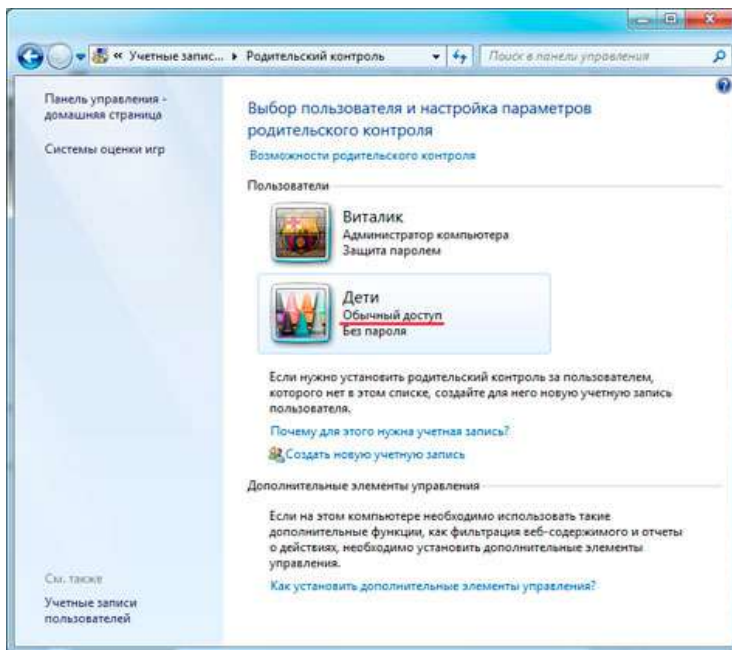 « Учетные запис... ▸ Родительский контроль
Поиск в панели управления
Панель управления -
домашняя страница
Системы оценки игр
Выбор пользователя и настройка параметров
родительского контроля
Возможности родительского контроля
Пользователи
Виталик
Администратор компьютера
Защита паролем
Дети
Обычный доступ
Без пароля
Если нужно установить родительский контроль за пользователем,
которого нет в этом списке, создайте для него новую учетную запись
пользователя.
Почему для этого нужна учетная запись?
Создать новую учетную запись
Дополнительные элементы управления
Если на этом компьютере необходимо использовать такие
дополнительные функции, как фильтрация веб-содержимого и отчеты
о действиях, необходимо установить дополнительные элементы
управления.
Как установить дополнительные элементы управления?
См. также
Учетные записи
пользователей